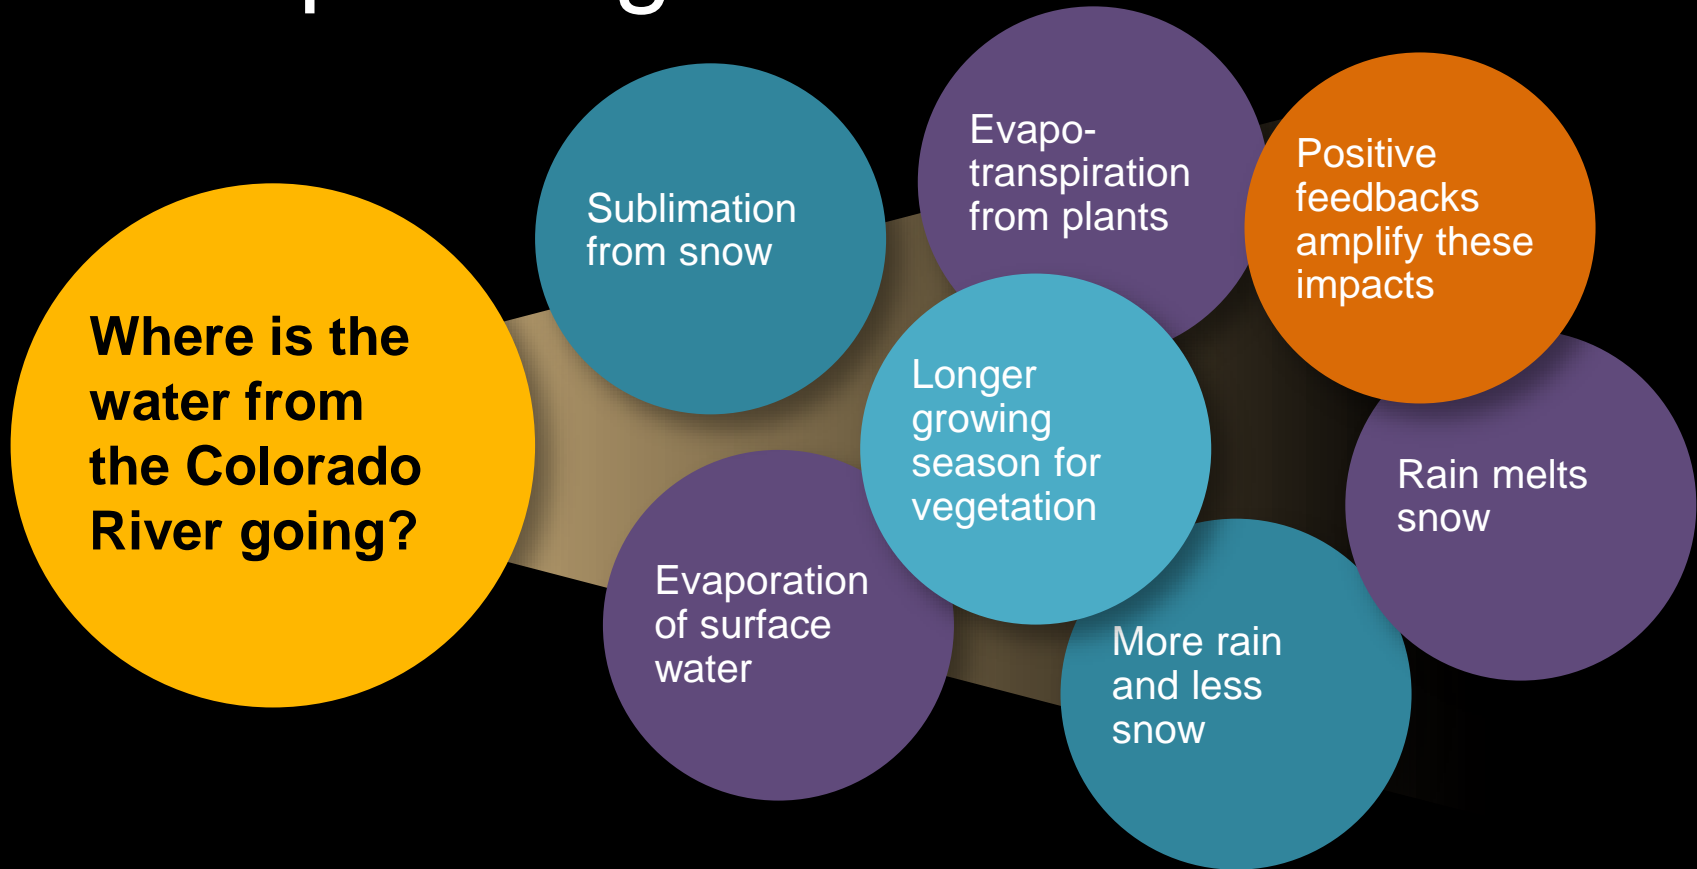 Where is the
water from
the Colorado
River going?
Sublimation
from snow
Evaporation
of surface
water
Evapo-
transpiration
from plants
Longer
growing
season for
vegetation
More rain
and less
snow
Positive
feedbacks
amplify these
impacts
Rain melts
snow